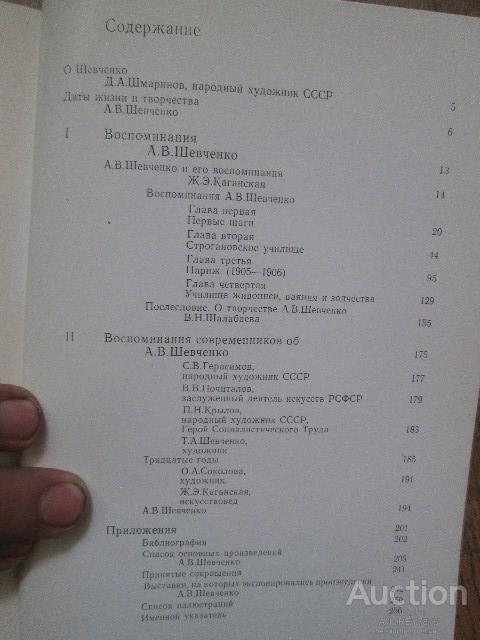 Содержание
О Шевченко
Д.А.Шмаринов, народный художник СССР 5
Даты жизни и творчества
А.В.Шевченко 6
I Воспоминания
А.В.Шевченко
А.В.Шевченко и его воспоминания 13
Ж.Э.Каганская
Воспоминания А.В.Шевченко 14
Глава первая
Первые шаги 20
Глава вторая
Строгановское училище 44
Глава третья
Париж (1905—1906) 95
Глава четвертая
Училище живописи, ваяния и зодчества 129
Послесловие. О творчестве А.В.Шевченко
В.Н.Шалабаева 155
II Воспоминания современников об
А.В.Шевченко 175
С.В.Герасимов,
народный художник СССР 177
В.В.Почиталов,
заслуженный деятель искусств РСФСР 179
П.Н.Крылов,
народный художник СССР,
Герой Социалистического Труда 183
Т.А.Шевченко,
художник
Тридцатые годы 185
О.А.Соколова,
художник 191
Ж.Э.Каганская,
искусствовед
А.В.Шевченко 194
Приложения 201
Библиография 202
Список основных произведений
А.В.Шевченко 205
Принятые сокращения 241
Выставки, на которых экспонировались произведения
А.В.Шевченко
Список иллюстраций
Именной указатель 286
Auction